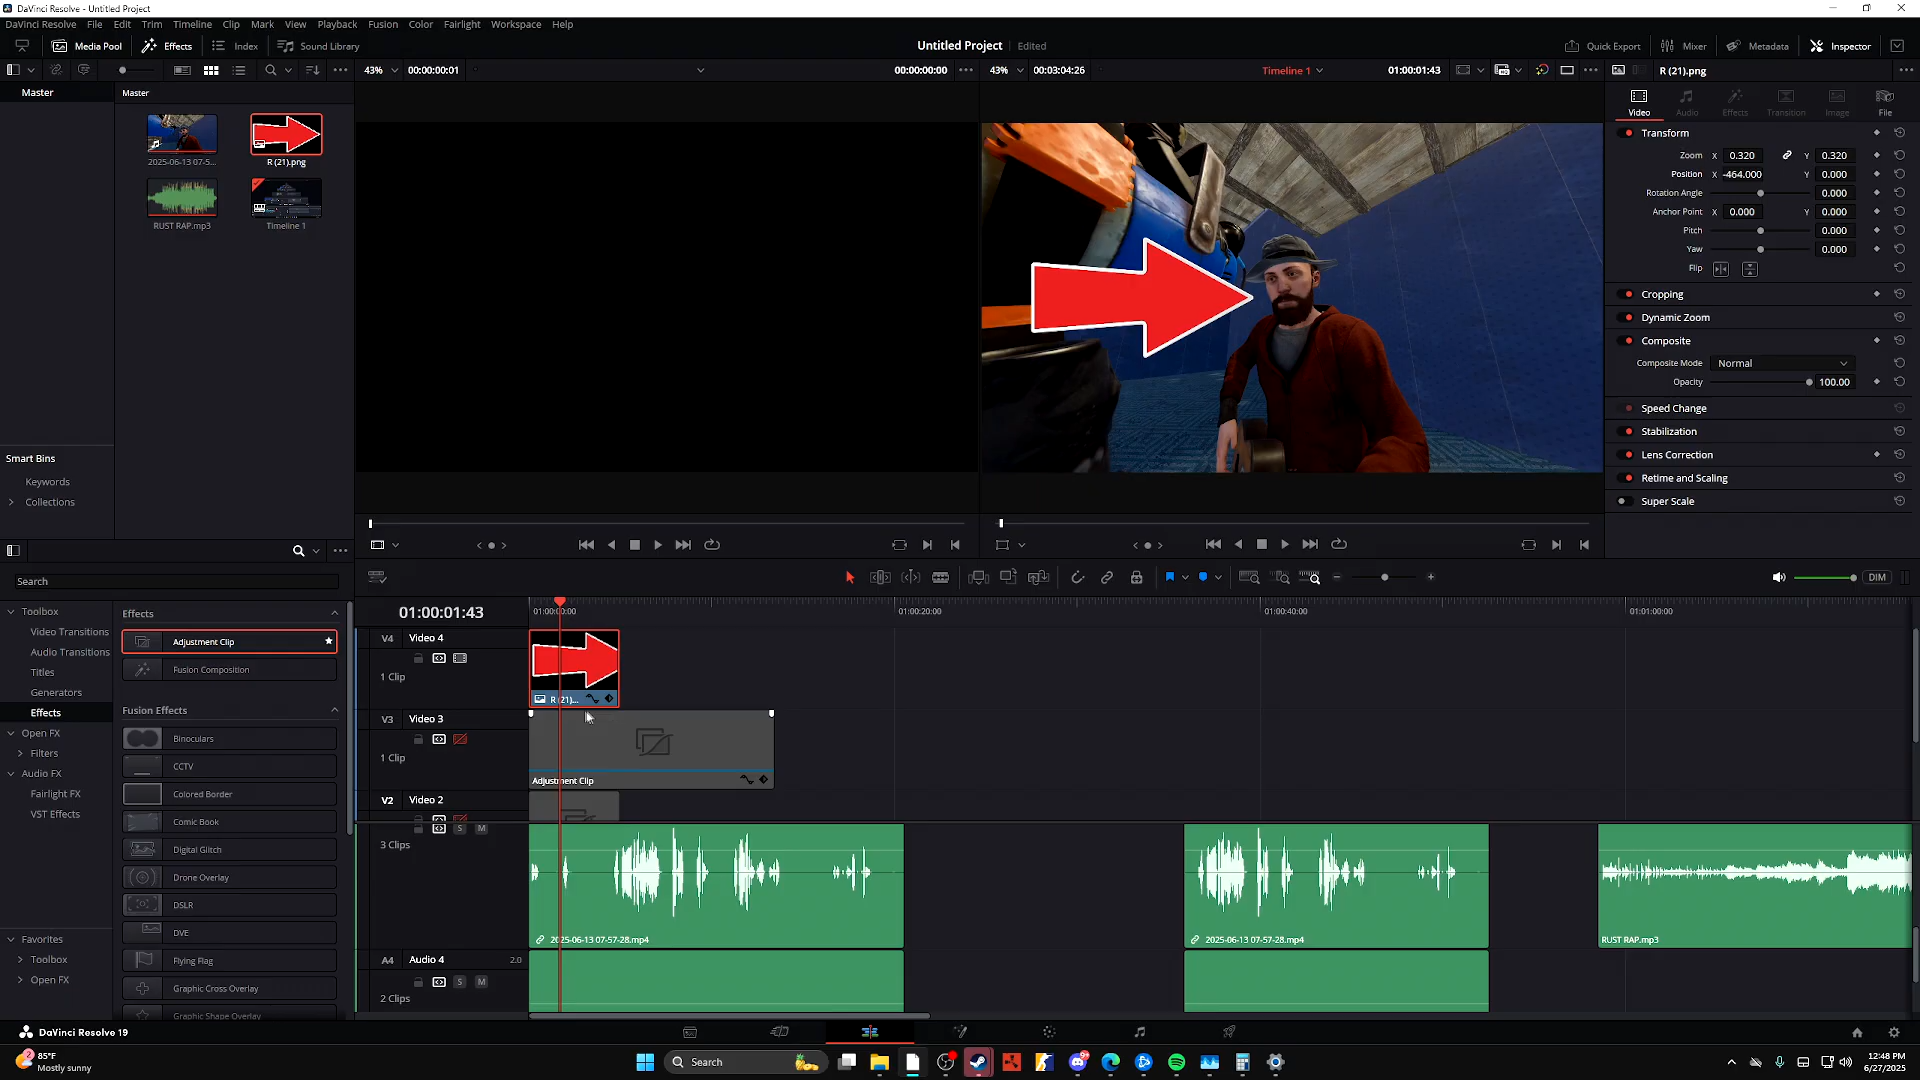 DaVinci Resolve - Untitled Project
DaVinci Resolve File Edit Trim Timeline Clip Mark View Playback Fusion Color Fairlight Workspace Help
Media Pool Effects Index Sound Library Untitled Project Edited Quick Export Mixer Metadata Inspector
43% 00:00:00:01 00:00:00:00 43% 00:03:04:26 Timeline 1 01:00:01:43 R (21).png
Master Master
Video Audio Effects Transition Image File
2025-06-13 07-5... R (21).png
RUST RAP.mp3 Timeline 1
Transform
Zoom X 0.320 Y 0.320
Position X -464.000 Y 0.000
Rotation Angle 0.000
Anchor Point X 0.000 Y 0.000
Pitch 0.000
Yaw 0.000
Flip
Cropping
Dynamic Zoom
Composite
Composite Mode Normal
Opacity 100.00
Speed Change
Stabilization
Lens Correction
Retime and Scaling
Super Scale
Smart Bins
Keywords
Collections
Search
Toolbox
Video Transitions
Audio Transitions
Titles
Generators
Effects
Open FX
Filters
Audio FX
Fairlight FX
VST Effects
Favorites
Toolbox
Open FX
Effects
Adjustment Clip
Fusion Composition
Fusion Effects
Binoculars
CCTV
Colored Border
Comic Book
Digital Glitch
Drone Overlay
DSLR
DVE
Flying Flag
Graphic Cross Overlay
Graphic Shape Overlay
DIM
01:00:01:43 01:00:00:00 01:00:20:00 01:00:40:00 01:01:00:00
V4 Video 4
1 Clip
R (21)...
V3 Video 3
1 Clip
Adjustment Clip
V2 Video 2
S M
3 Clips
2025-06-13 07-57-28.mp4 2025-06-13 07-57-28.mp4 RUST RAP.mp3
A4 Audio 4 2.0
S M
2 Clips
DaVinci Resolve 19
85°F
Mostly sunny
Search
12:48 PM
6/27/2025